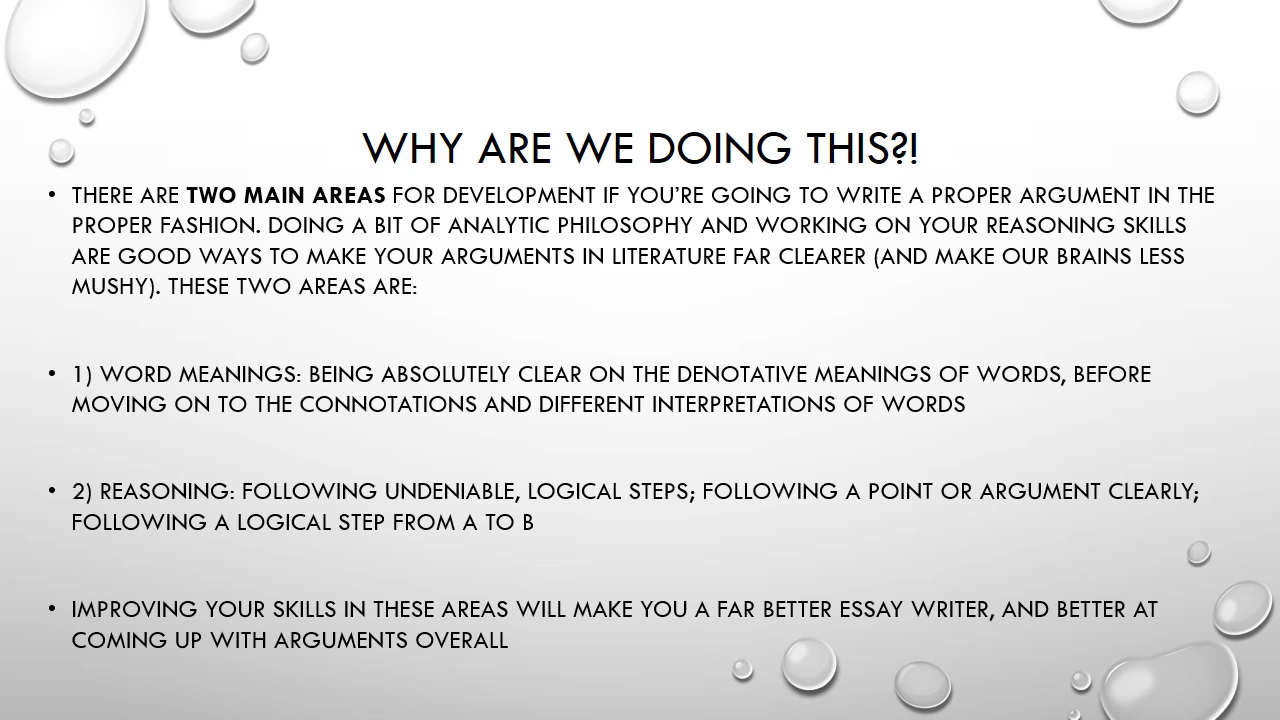 WHY ARE WE DOING THIS?!
• THERE ARE TWO MAIN AREAS FOR DEVELOPMENT IF YOU’RE GOING TO WRITE A PROPER ARGUMENT IN THE
PROPER FASHION. DOING A BIT OF ANALYTIC PHILOSOPHY AND WORKING ON YOUR REASONING SKILLS
ARE GOOD WAYS TO MAKE YOUR ARGUMENTS IN LITERATURE FAR CLEARER (AND MAKE OUR BRAINS LESS
MUSHY). THESE TWO AREAS ARE:
• 1) WORD MEANINGS: BEING ABSOLUTELY CLEAR ON THE DENOTATIVE MEANINGS OF WORDS, BEFORE
MOVING ON TO THE CONNOTATIONS AND DIFFERENT INTERPRETATIONS OF WORDS
• 2) REASONING: FOLLOWING UNDENIABLE, LOGICAL STEPS; FOLLOWING A POINT OR ARGUMENT CLEARLY;
FOLLOWING A LOGICAL STEP FROM A TO B
• IMPROVING YOUR SKILLS IN THESE AREAS WILL MAKE YOU A FAR BETTER ESSAY WRITER, AND BETTER AT
COMING UP WITH ARGUMENTS OVERALL